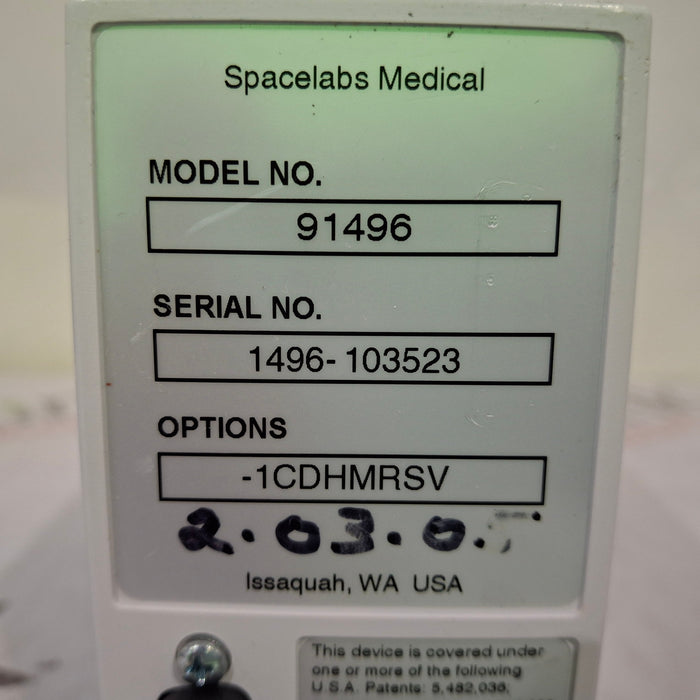 Spacelabs Medical
MODEL NO.
91496
SERIAL NO.
1496- 103523
OPTIONS
-1CDHMRSV
2.03.0.
Issaquah, WA USA
This device is covered under
one or more of the following
U.S.A. Patents: 5,482,036,